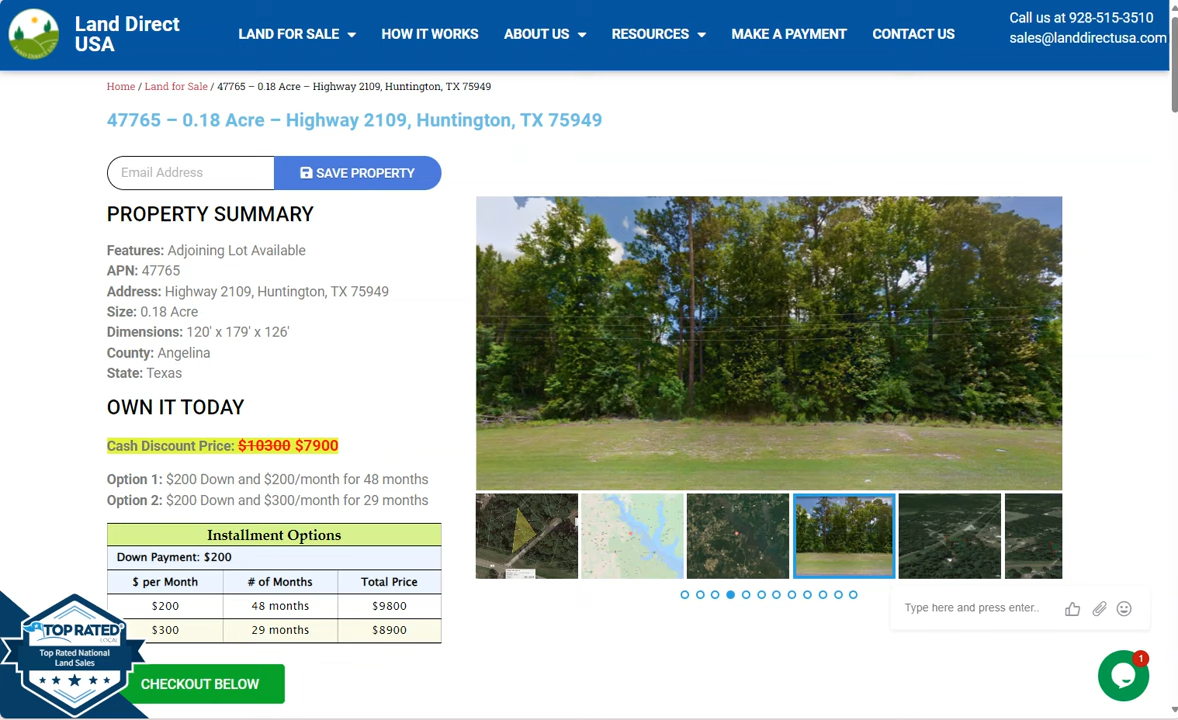 Land Direct
USA
LAND FOR SALE
HOW IT WORKS
ABOUT US
RESOURCES
MAKE A PAYMENT
CONTACT US
Call us at 928-515-3510
sales@landdirectusa.com
Home / Land for Sale / 47765 – 0.18 Acre – Highway 2109, Huntington, TX 75949
47765 – 0.18 Acre – Highway 2109, Huntington, TX 75949
Email Address
SAVE PROPERTY
PROPERTY SUMMARY
Features: Adjoining Lot Available
APN: 47765
Address: Highway 2109, Huntington, TX 75949
Size: 0.18 Acre
Dimensions: 120' x 179' x 126'
County: Angelina
State: Texas
OWN IT TODAY
Cash Discount Price: $10300 $7900
Option 1: $200 Down and $200/month for 48 months
Option 2: $200 Down and $300/month for 29 months
Installment Options
Down Payment: $200
$ per Month # of Months Total Price
$200 48 months $9800
$300 29 months $8900
TOP RATED
LOCAL
Top Rated National
Land Sales
CHECKOUT BELOW
Type here and press enter..
1